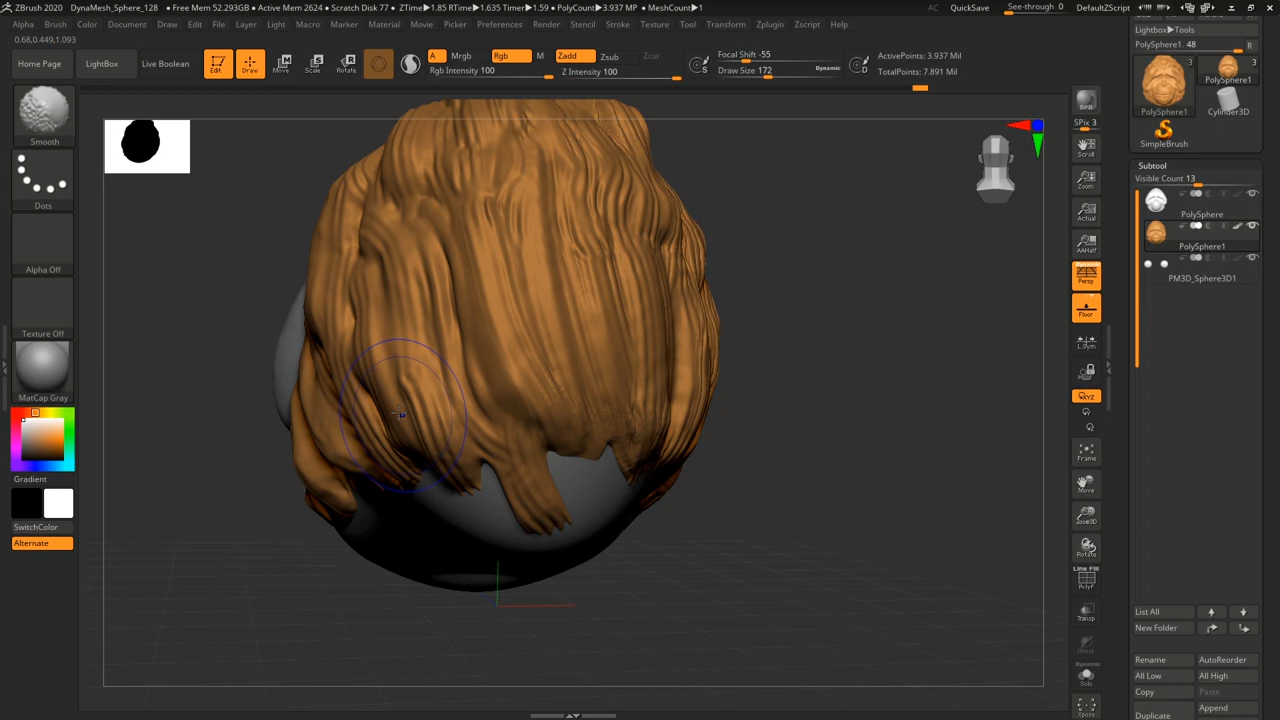 ZBrush 2020 DynaMesh_Sphere_128 ● Free Mem 52.293GB ● Active Mem 2624 ● Scratch Disk 77 ● ZTime▶1.85 RTime▶1.635 Timer▶1.59 ● PolyCount▶3.937 MP ● MeshCount▶1 AC QuickSave See-through 0 DefaultZScript
Alpha Brush Color Document Draw Edit File Layer Light Macro Marker Material Movie Picker Preferences Render Stencil Stroke Texture Tool Transform Zplugin Zscript Help
0.68,0.449,1.093
Home Page LightBox Live Boolean
Edit Draw Move Scale Rotate
A Mrgb Rgb M Zadd Zsub Zcut
Rgb Intensity 100 Z Intensity 100
Focal Shift -55
Draw Size 172 Dynamic
S
D
ActivePoints: 3.937 Mil
TotalPoints: 7.891 Mil
Smooth
Dots
Alpha Off
Texture Off
MatCap Gray
Gradient
SwitchColor
Alternate
BPR
SPix 3
Scroll
Zoom
Actual
AAHalf
Dynamic
Persp
Floor
L.Sym
XYZ
Frame
Move
Zoom3D
Rotate
Line Fill
PolyF
Transp
Ghost
Dynamic
Solo
Xpose
Lightbox▶Tools
PolySphere1. 48 R
3 3
PolySphere1
PolySphere1
Cylinder3D
SimpleBrush
Subtool
Visible Count 13
PolySphere
PolySphere1
PM3D_Sphere3D1
List All
New Folder
Rename AutoReorder
All Low All High
Copy Paste
Duplicate Append